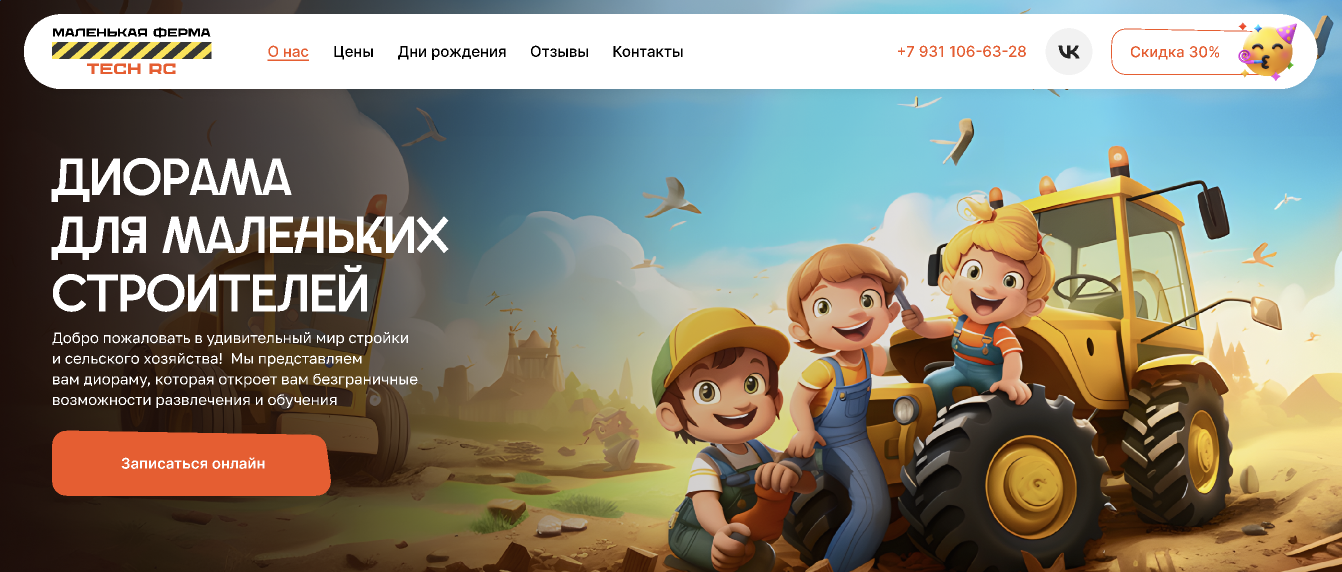 МАЛЕНЬКАЯ ФЕРМА
TECH RC
О нас
Цены
Дни рождения
Отзывы
Контакты
+7 931 106-63-28
Скидка 30%
ДИОРАМА
ДЛЯ МАЛЕНЬКИХ
СТРОИТЕЛЕЙ
Добро пожаловать в удивительный мир стройки
и сельского хозяйства! Мы представляем
вам диораму, которая откроет вам безграничные
возможности развлечения и обучения
Записаться онлайн